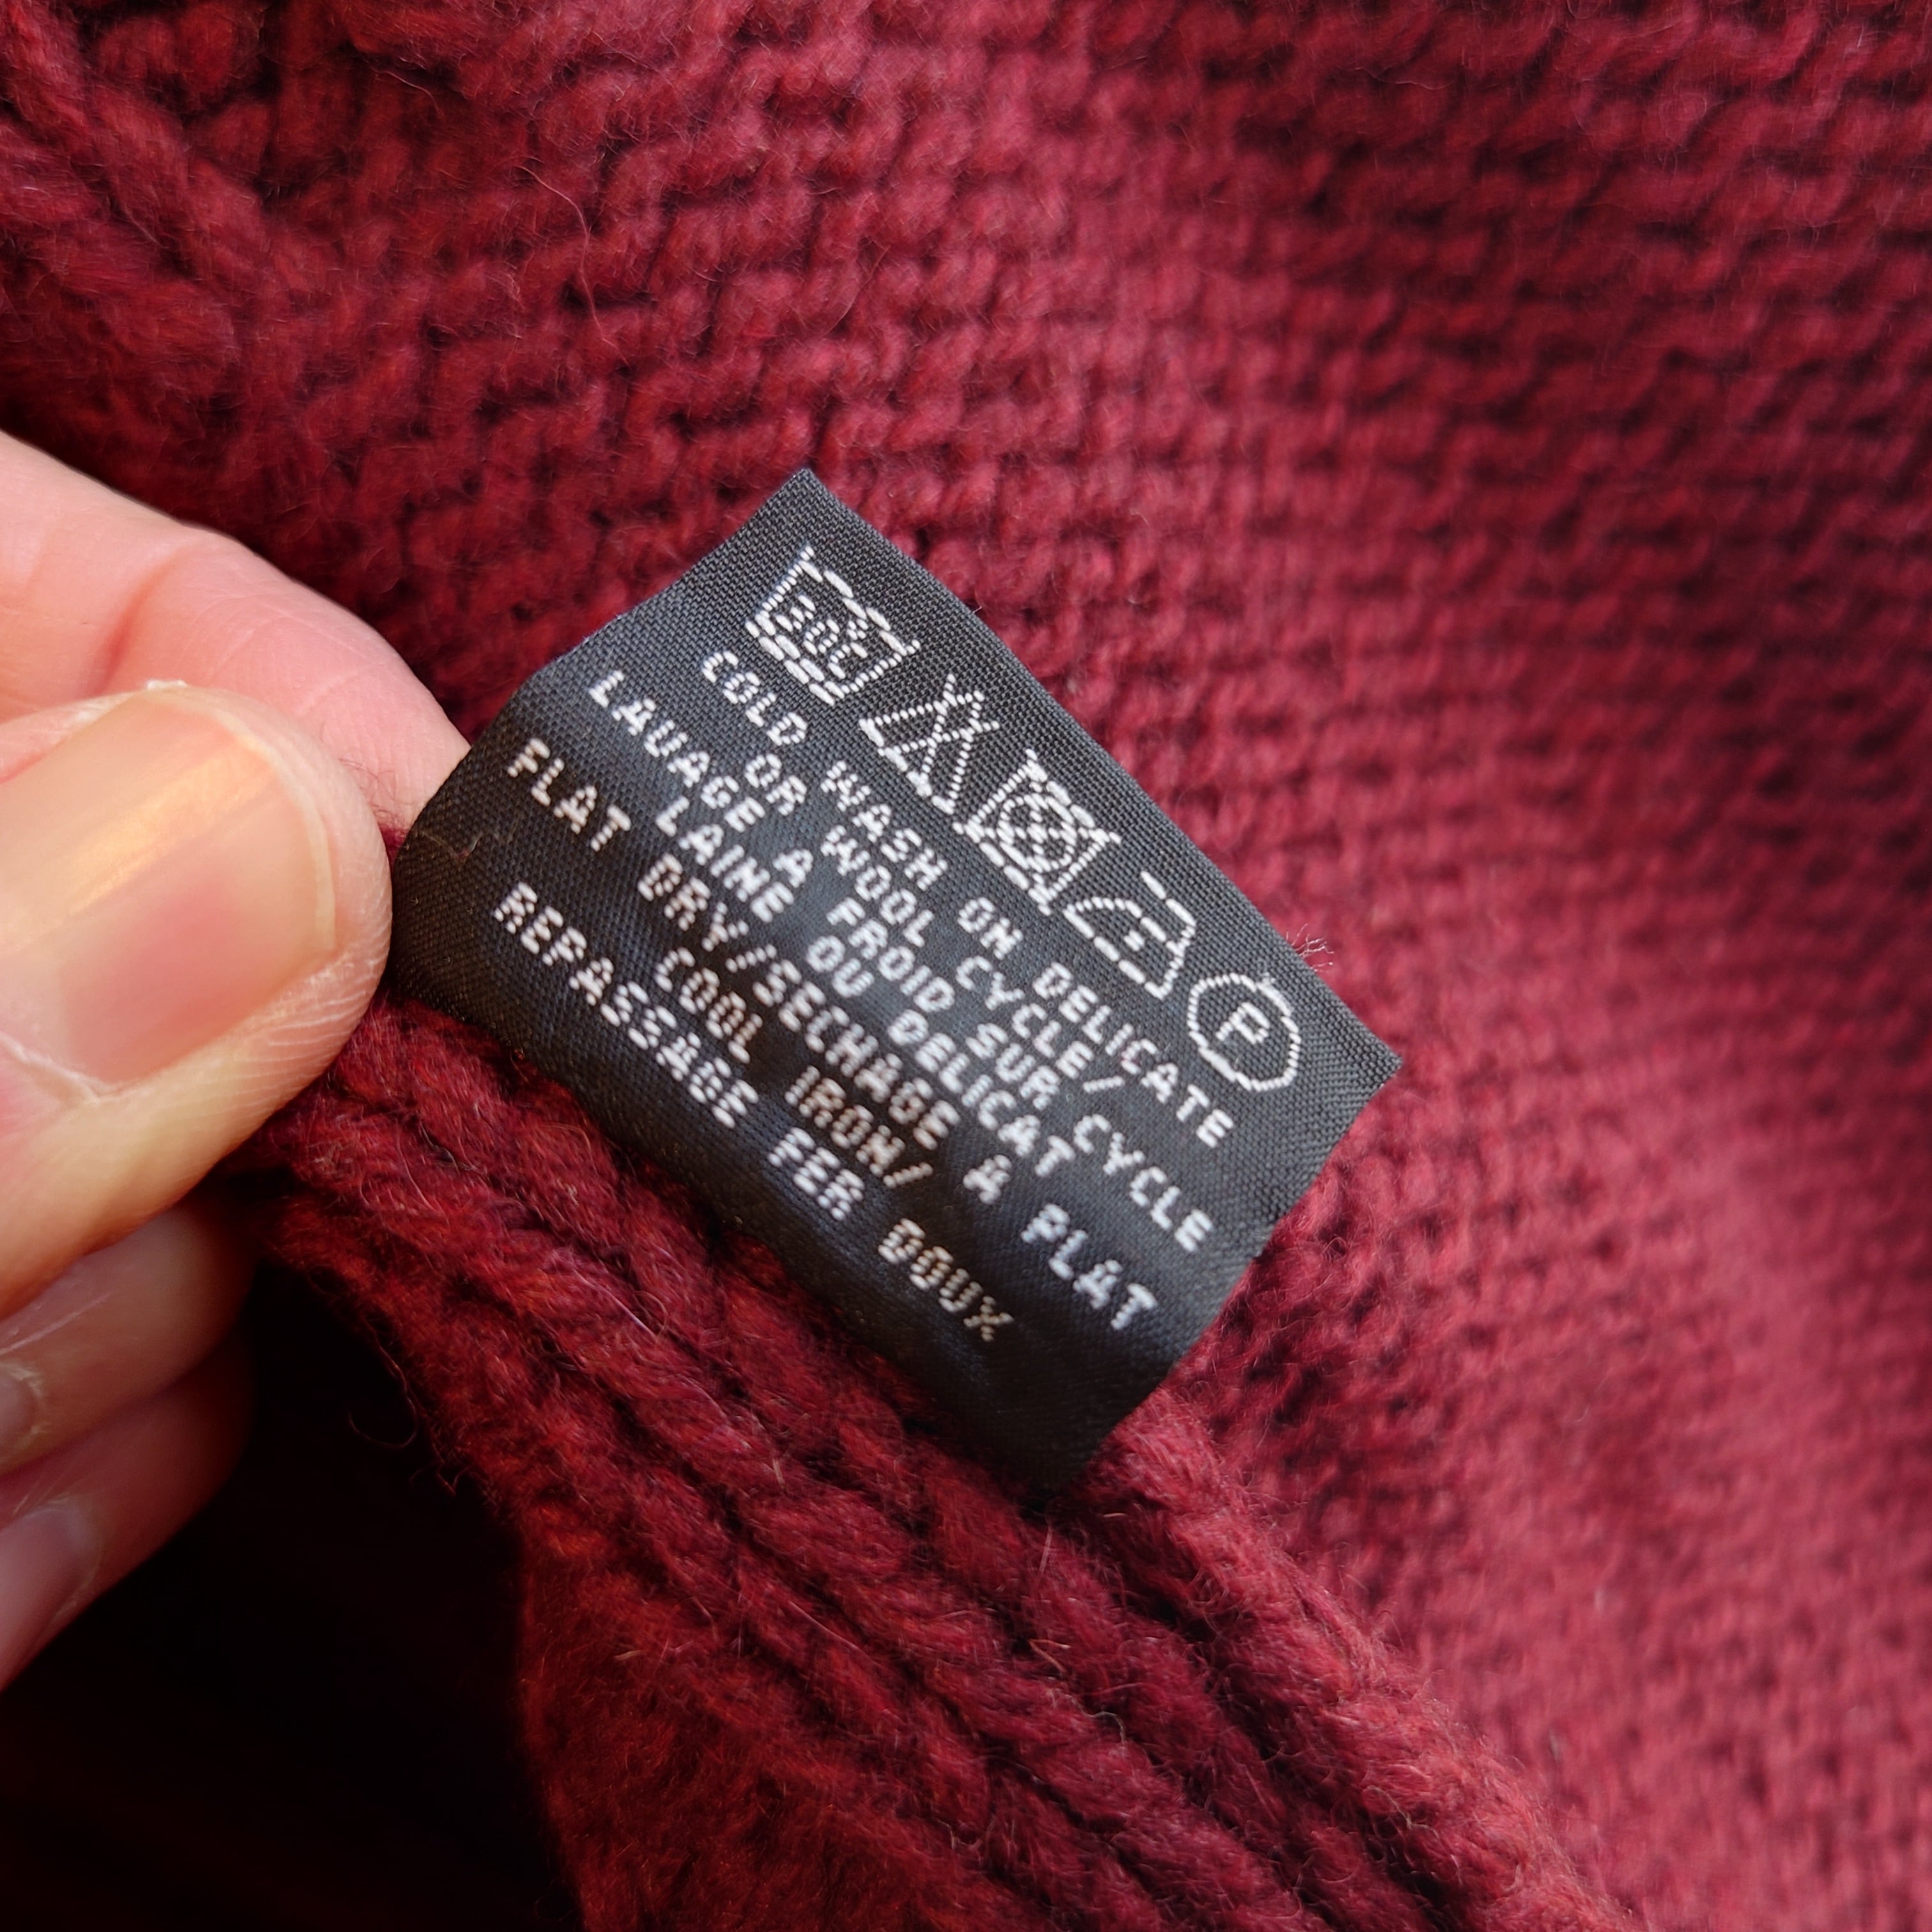 30°C P
COLD WASH ON DELICATE
OR WOOL CYCLE/
LAVAGE A FROID SUR CYCLE
LAINE OU DELICAT
FLAT DRY/SECHAGE A PLAT
COOL IRON/
REPASSAGE FER DOUX